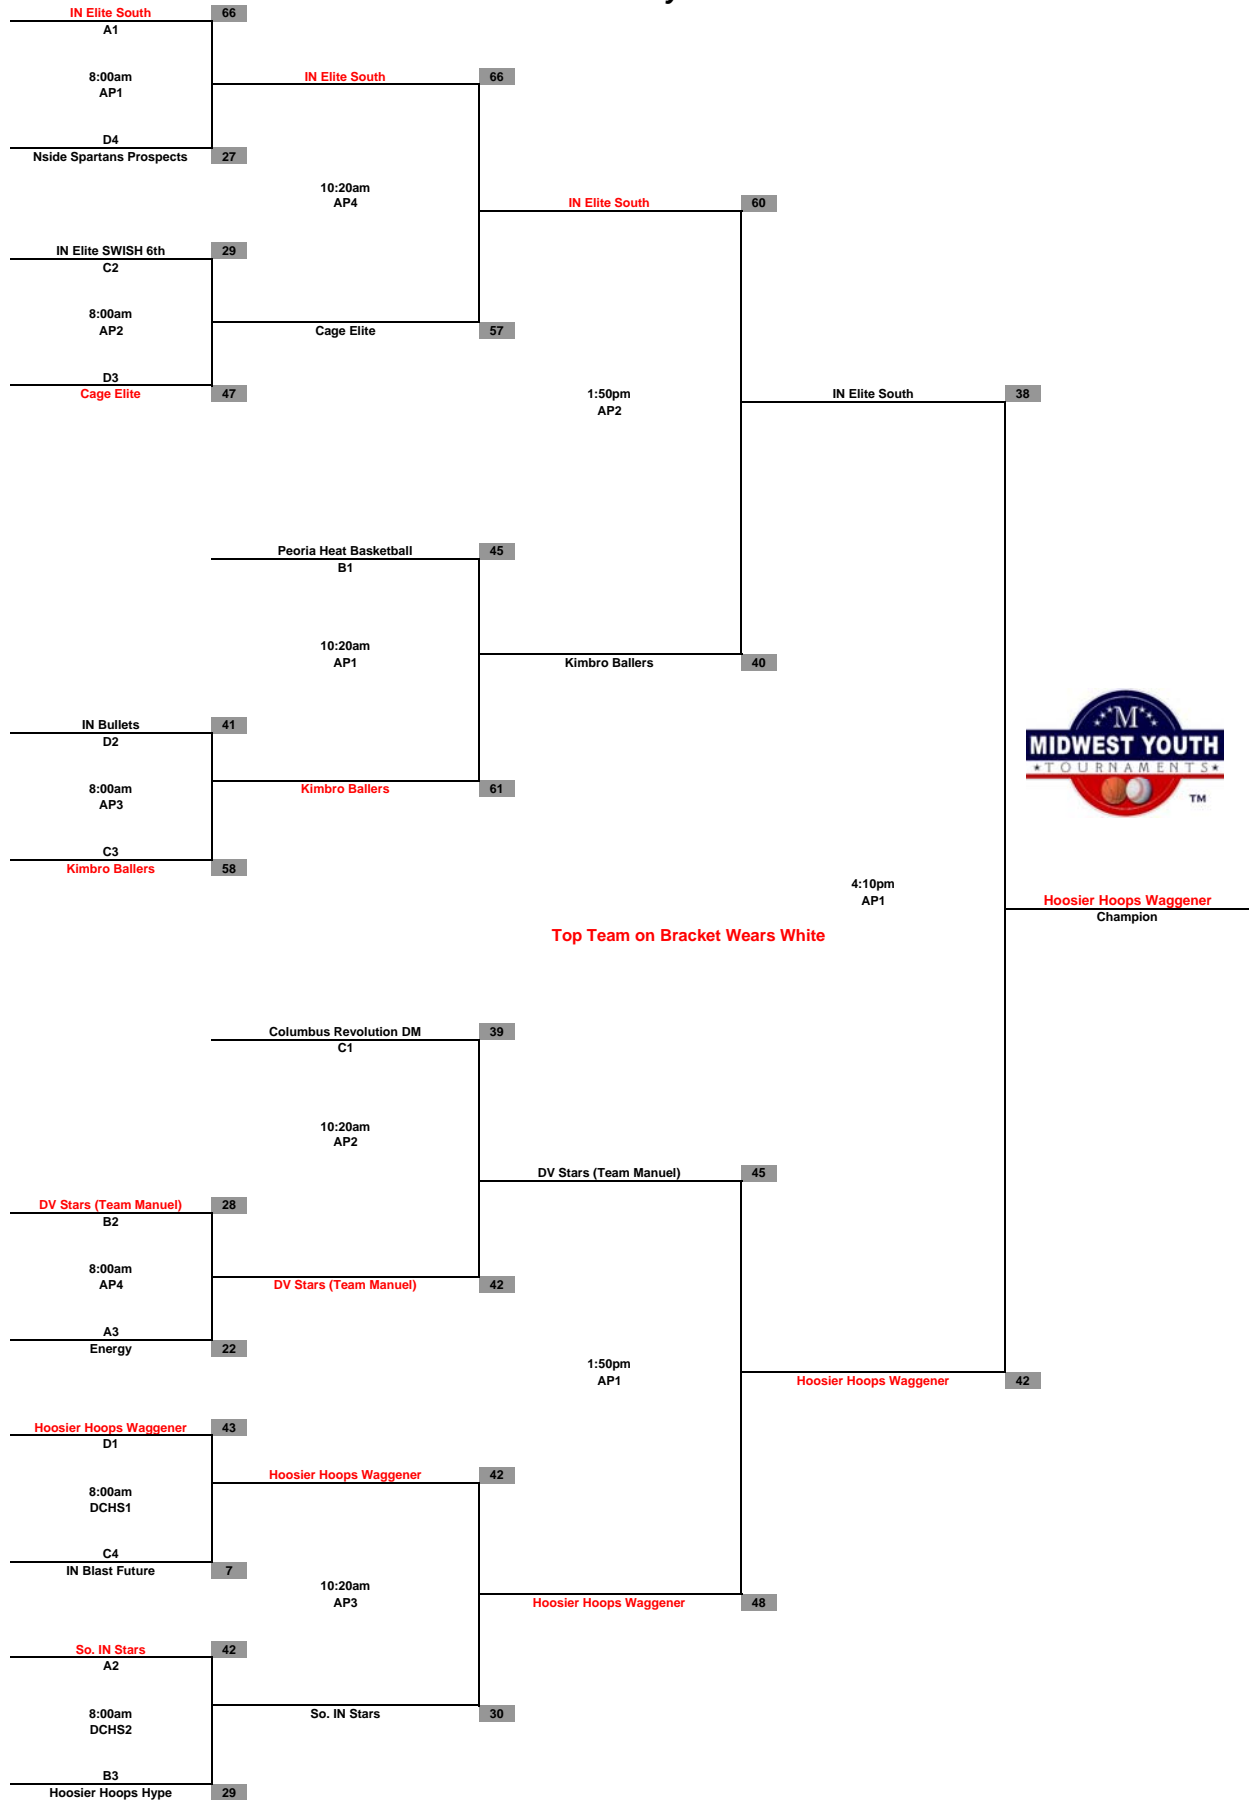 IN Elite South 66
A1
8:00am
AP1
D4
Nside Spartans Prospects 27
IN Elite South 66
10:20am
AP4
IN Elite South 60
IN Elite SWISH 6th 29
C2
8:00am
AP2
D3
Cage Elite 47
Cage Elite 57
1:50pm
AP2
IN Elite South 38
Peoria Heat Basketball 45
B1
10:20am
AP1
Kimbro Ballers 40
IN Bullets 41
D2
8:00am
AP3
C3
Kimbro Ballers 58
Kimbro Ballers 61
M
MIDWEST YOUTH
TOURNAMENTS
TM
4:10pm
AP1
Hoosier Hoops Waggener
Champion
Top Team on Bracket Wears White
Columbus Revolution DM 39
C1
10:20am
AP2
DV Stars (Team Manuel) 45
DV Stars (Team Manuel) 28
B2
8:00am
AP4
A3
Energy 22
DV Stars (Team Manuel) 42
1:50pm
AP1
Hoosier Hoops Waggener 42
Hoosier Hoops Waggener 43
D1
8:00am
DCHS1
C4
IN Blast Future 7
Hoosier Hoops Waggener 42
10:20am
AP3
Hoosier Hoops Waggener 48
So. IN Stars 42
A2
8:00am
DCHS2
B3
Hoosier Hoops Hype 29
So. IN Stars 30